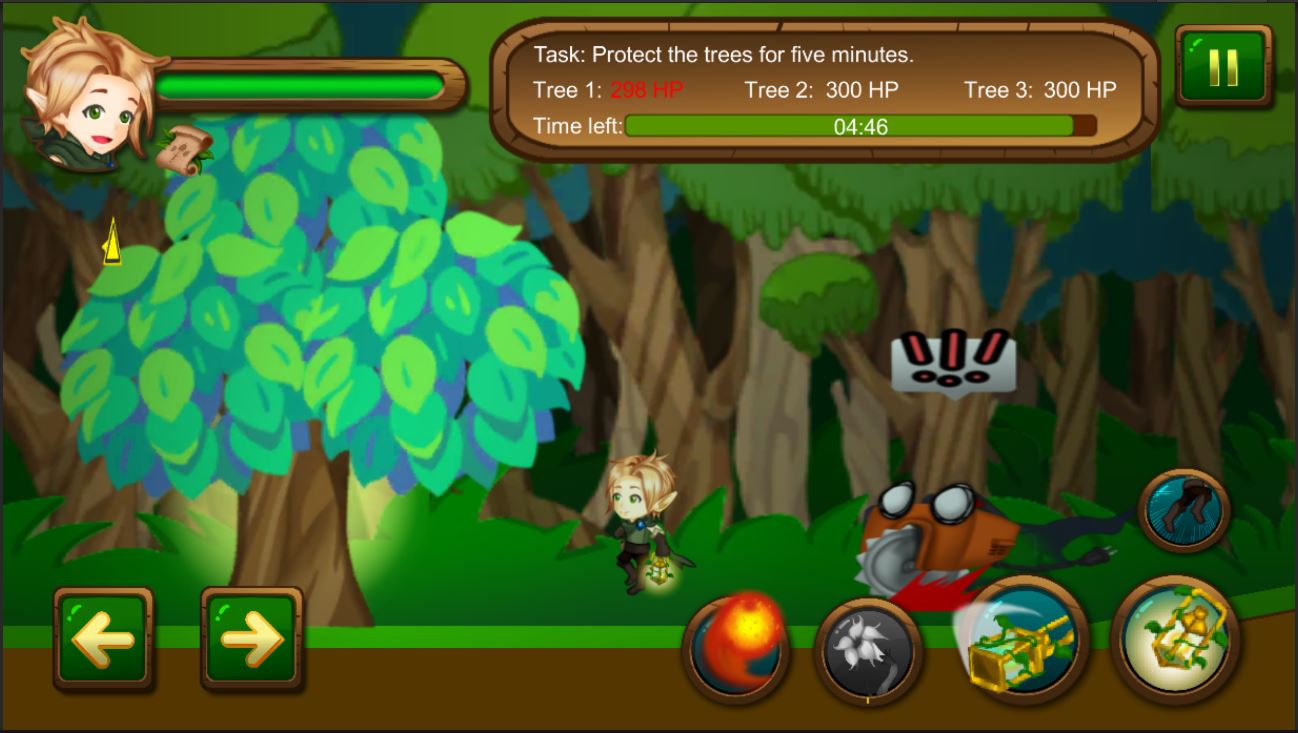 Task: Protect the trees for five minutes.
Tree 1: 298 HP Tree 2: 300 HP Tree 3: 300 HP
Time left: 04:46
!!!